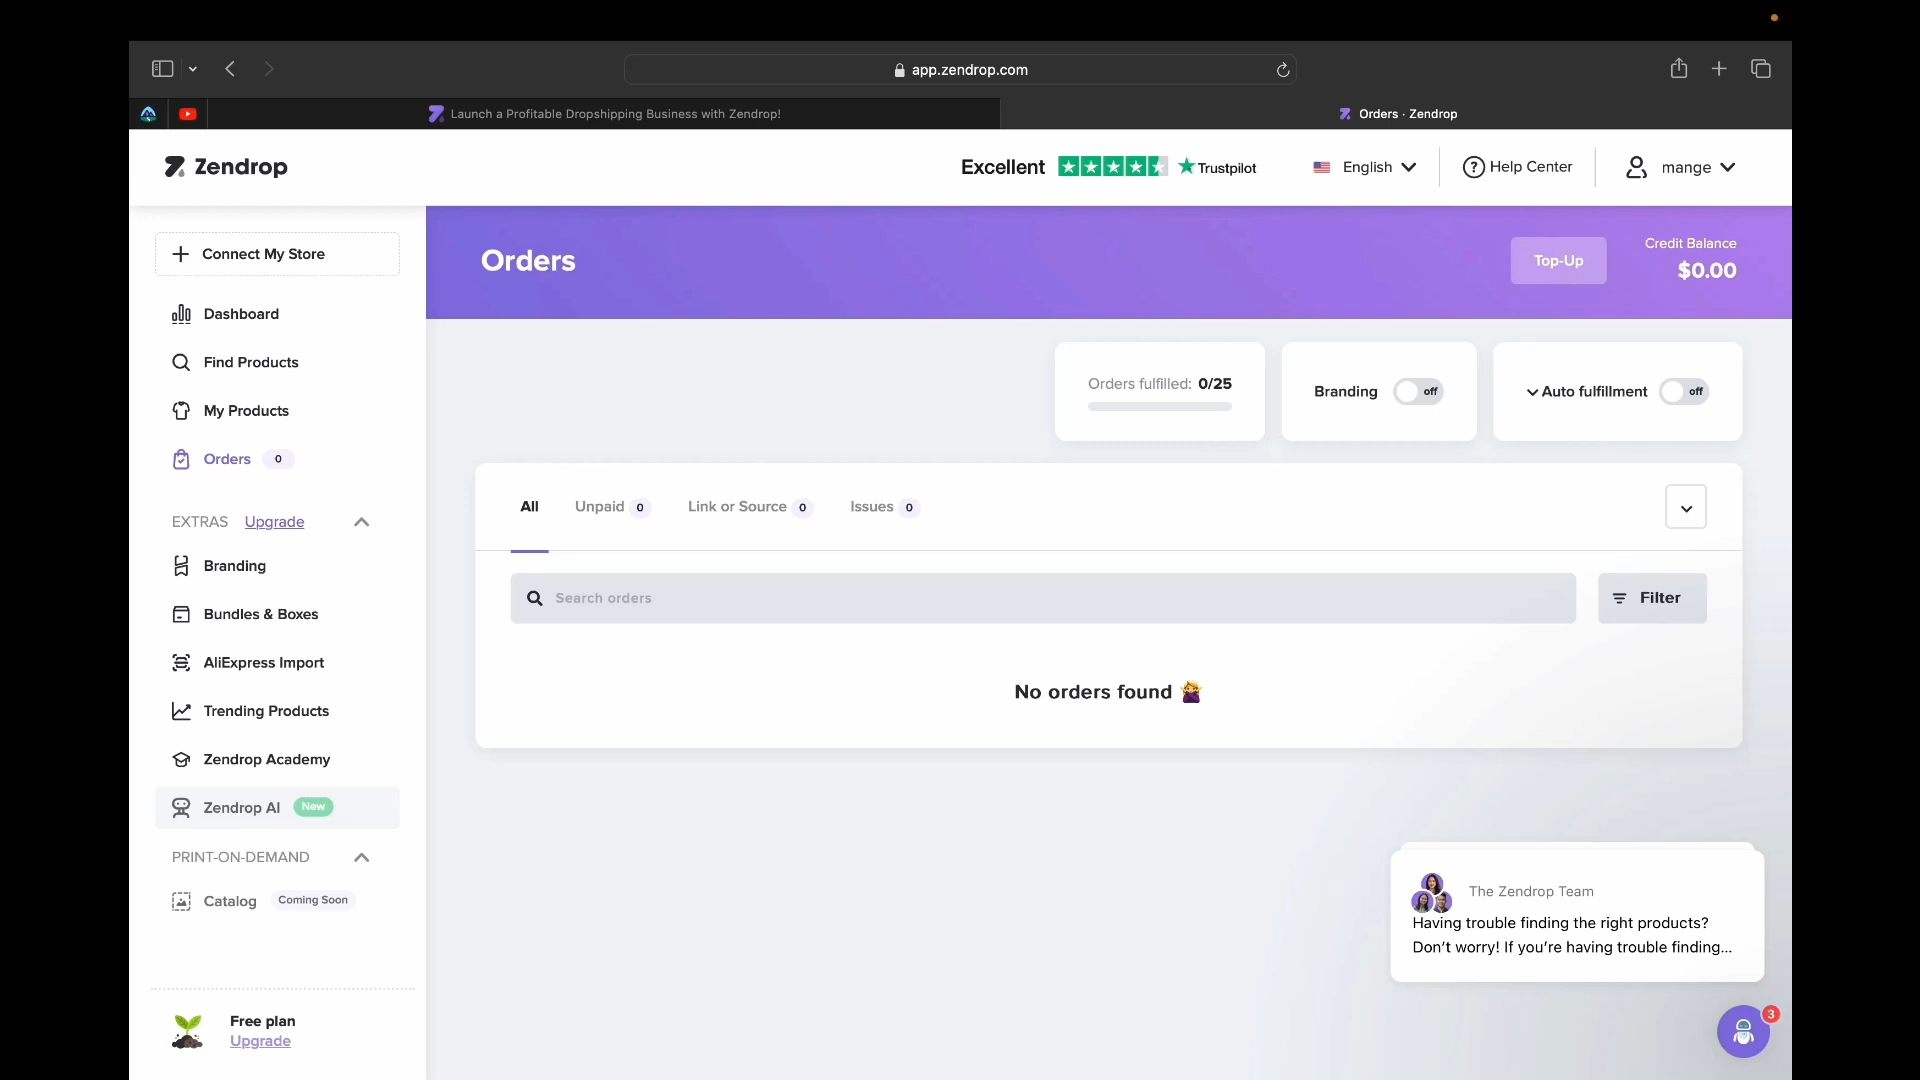 app.zendrop.com
Launch a Profitable Dropshipping Business with Zendrop!
Orders · Zendrop
Zendrop
Excellent
Trustpilot
English
Help Center
mange
Connect My Store
Dashboard
Find Products
My Products
Orders 0
EXTRAS Upgrade
Branding
Bundles & Boxes
AliExpress Import
Trending Products
Zendrop Academy
Zendrop AI New
PRINT-ON-DEMAND
Catalog Coming Soon
Free plan
Upgrade
Orders
Top-Up
Credit Balance
$0.00
Orders fulfilled: 0/25
Branding off
Auto fulfillment off
All
Unpaid 0
Link or Source 0
Issues 0
Search orders
Filter
No orders found
The Zendrop Team
Having trouble finding the right products?
Don't worry! If you're having trouble finding...
3